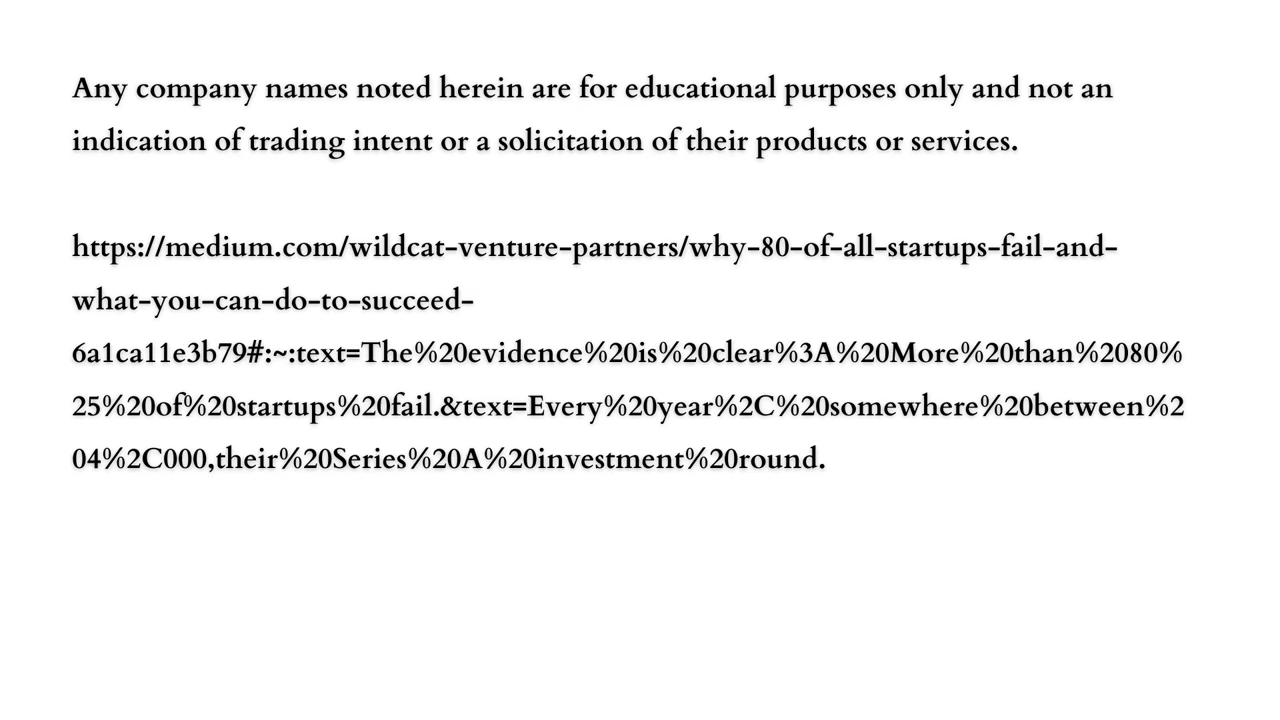 Any company names noted herein are for educational purposes only and not an
indication of trading intent or a solicitation of their products or services.
https://medium.com/wildcat-venture-partners/why-80-of-all-startups-fail-and-
what-you-can-do-to-succeed-
6a1ca11e3b79#:~:text=The%20evidence%20is%20clear%3A%20More%20than%2080%
25%20of%20startups%20fail.&text=Every%20year%2C%20somewhere%20between%2
04%2C000,their%20Series%20A%20investment%20round.